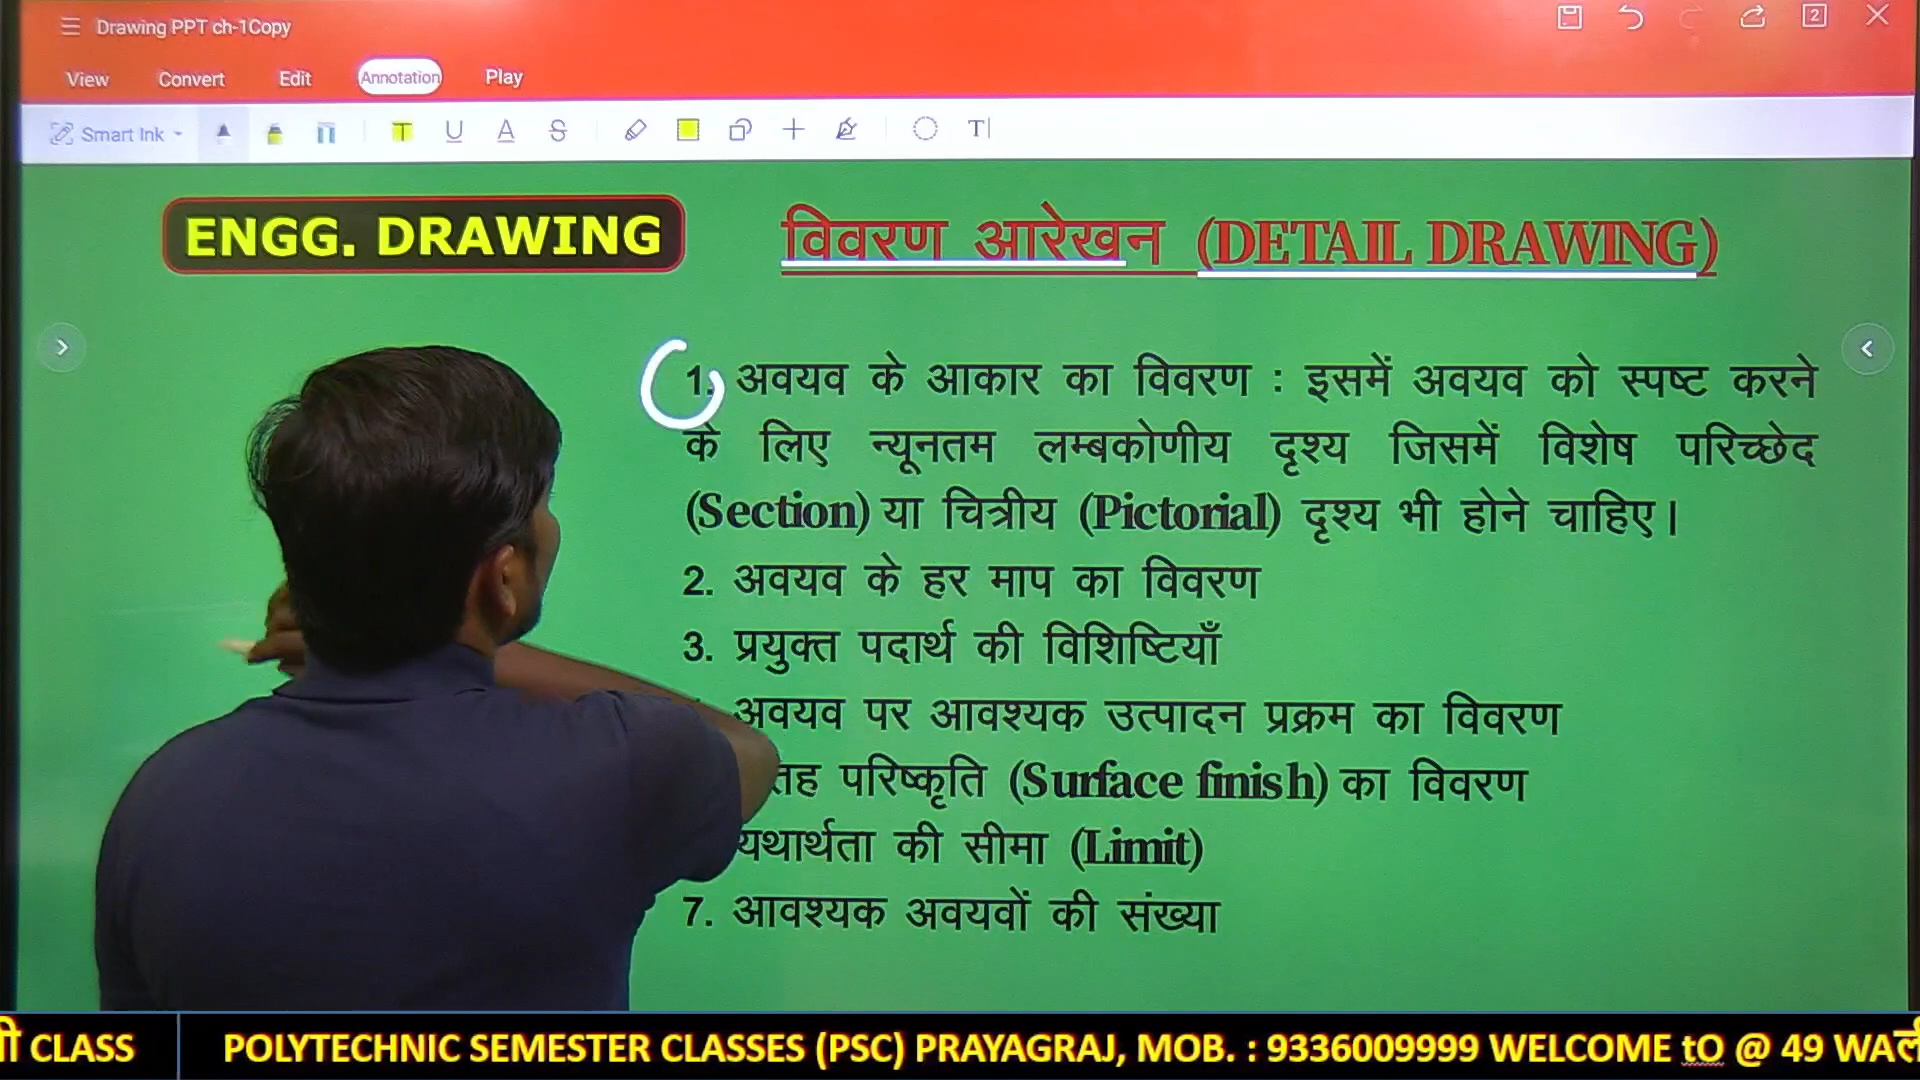 Drawing PPT ch-1Copy
2
View Convert Edit Annotation Play
Smart Ink T U A S T
ENGG. DRAWING
विवरण आरेखन (DETAIL DRAWING)
1. अवयव के आकार का विवरण : इसमें अवयव को स्पष्ट करने
के लिए न्यूनतम लम्बकोणीय दृश्य जिसमें विशेष परिच्छेद
(Section) या चित्रीय (Pictorial) दृश्य भी होने चाहिए।
2. अवयव के हर माप का विवरण
3. प्रयुक्त पदार्थ की विशिष्टियाँ
अवयव पर आवश्यक उत्पादन प्रक्रम का विवरण
परिष्कृति (Surface finish) का विवरण
यथार्थता की सीमा (Limit)
7. आवश्यक अवयवों की संख्या
CLASS POLYTECHNIC SEMESTER CLASSES (PSC) PRAYAGRAJ, MOB. : 9336009999 WELCOME tO @ 49 WAली